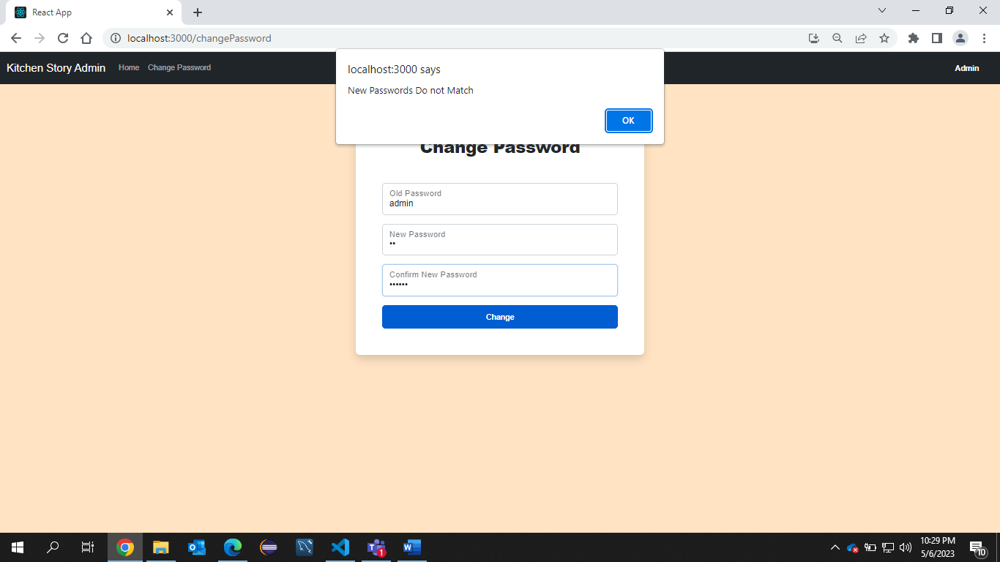 React App
localhost:3000/changePassword
Kitchen Story Admin Home Change Password Admin
localhost:3000 says
New Passwords Do not Match
OK
Change Password
Old Password
admin
New Password
••
Confirm New Password
••••••
Change
10:29 PM
5/6/2023
1
10